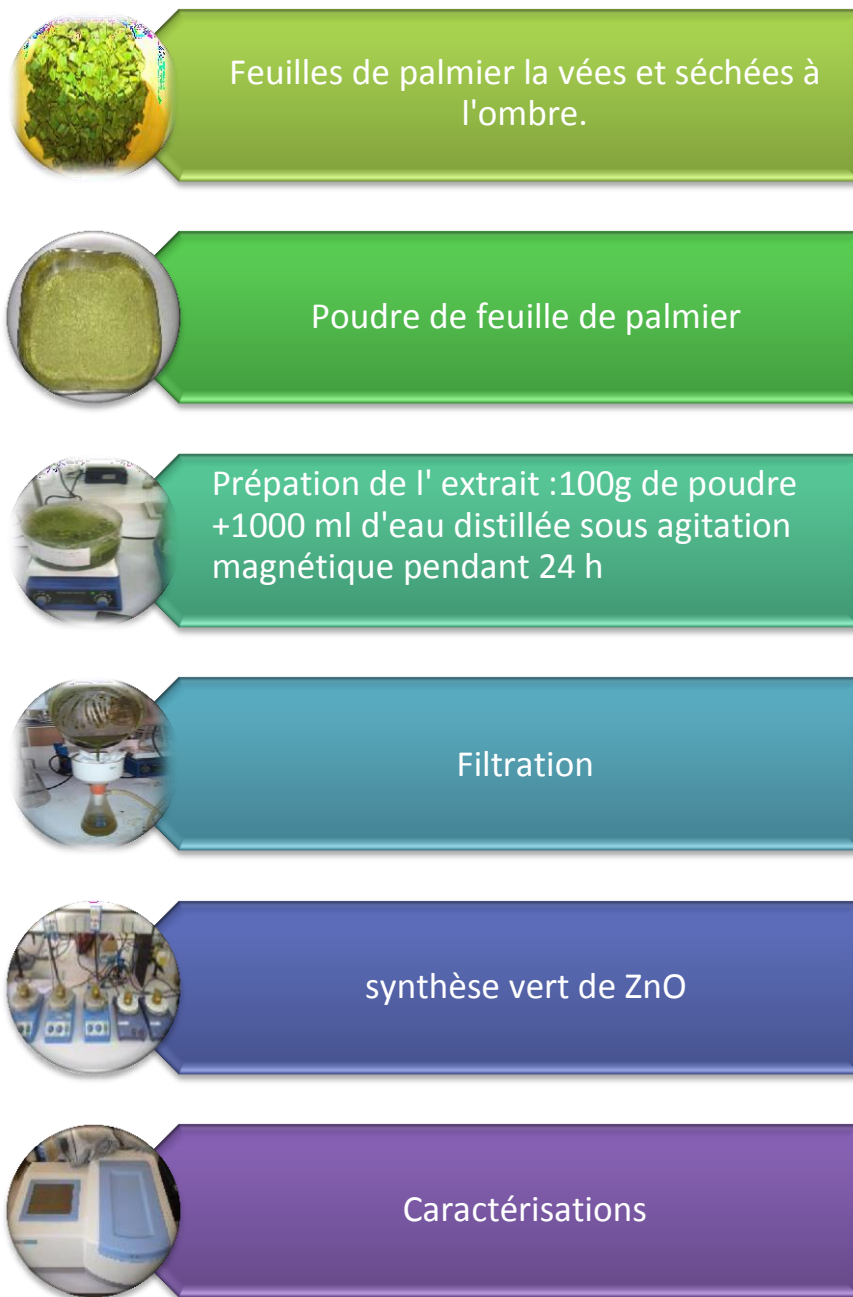 Feuilles de palmier la vées et séchées à
l'ombre.
Poudre de feuille de palmier
Prépation de l' extrait :100g de poudre
+1000 ml d'eau distillée sous agitation
magnétique pendant 24 h
Filtration
synthèse vert de ZnO
Caractérisations